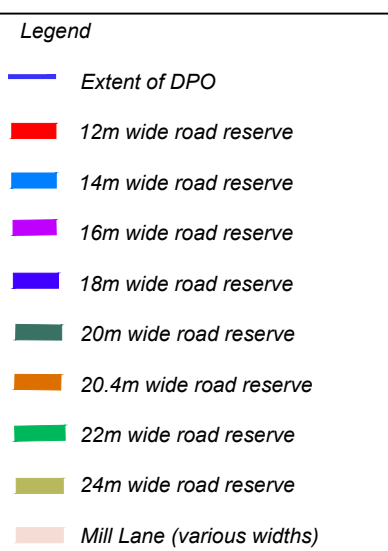 Legend
Extent of DPO
12m wide road reserve
14m wide road reserve
16m wide road reserve
18m wide road reserve
20m wide road reserve
20.4m wide road reserve
22m wide road reserve
24m wide road reserve
Mill Lane (various widths)